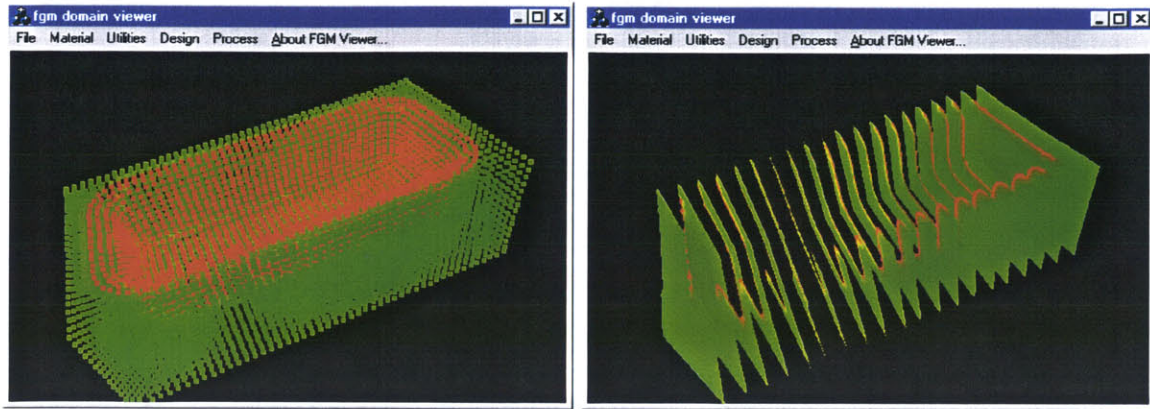 fgm domain viewer
File Material Utilities Design Process About FGM Viewer...
fgm domain viewer
File Material Utilities Design Process About FGM Viewer...